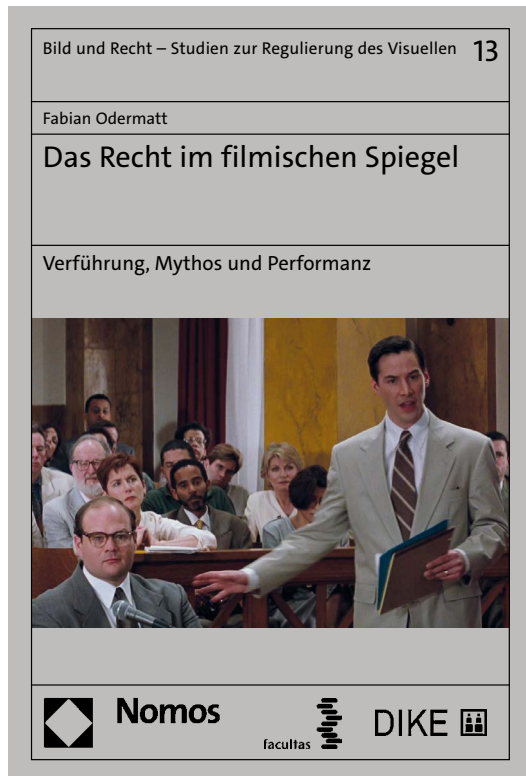 Bild und Recht – Studien zur Regulierung des Visuellen 13
Fabian Odermatt
Das Recht im filmischen Spiegel
Verführung, Mythos und Performanz
Nomos
facultas
DIKE